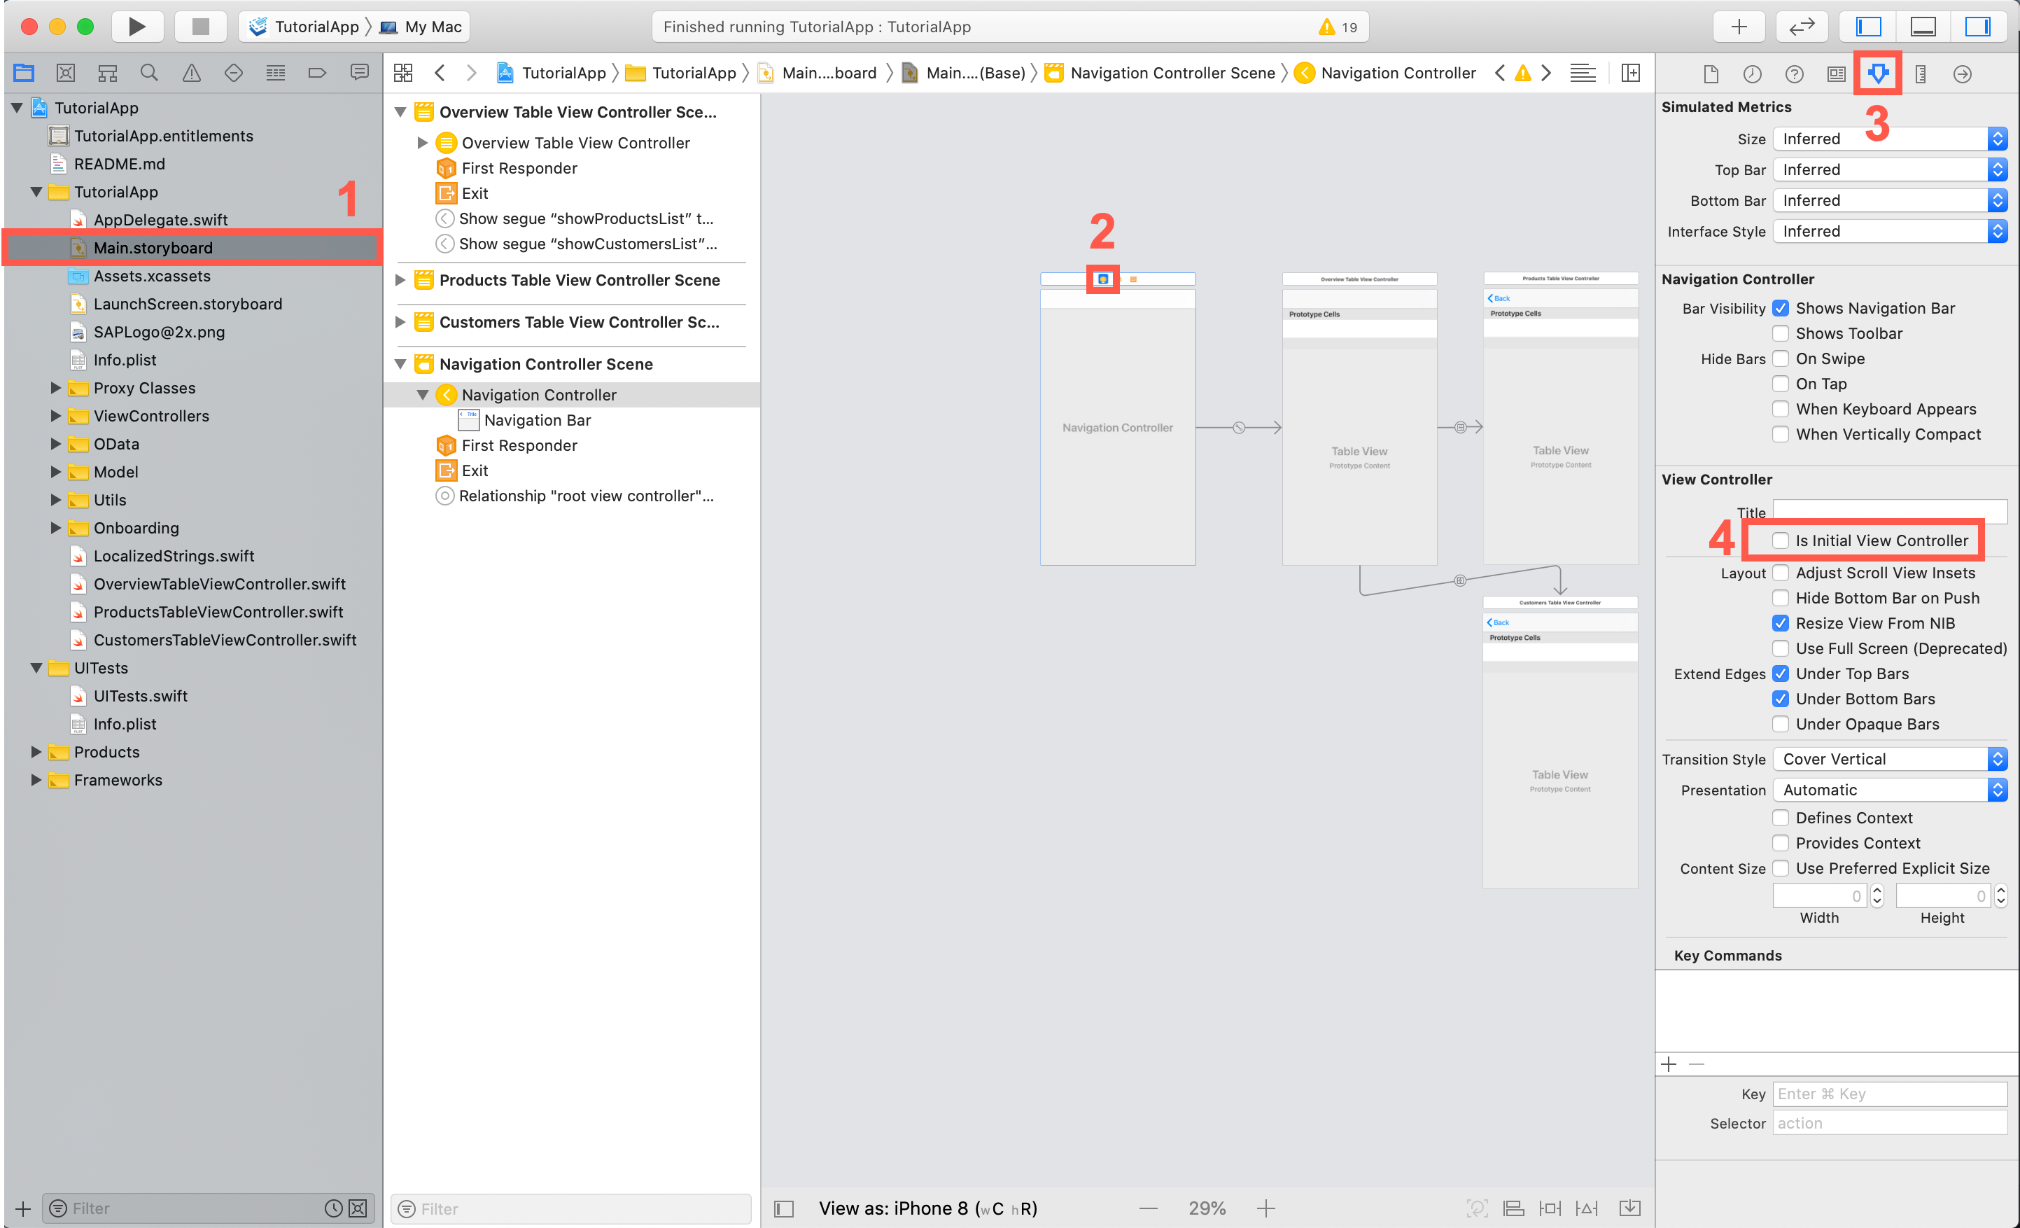 TutorialApp 〉 My Mac
Finished running TutorialApp : TutorialApp
19
TutorialApp
TutorialApp.entitlements
README.md
TutorialApp
1
AppDelegate.swift
Main.storyboard
Assets.xcassets
LaunchScreen.storyboard
SAPLogo@2x.png
Info.plist
Proxy Classes
ViewControllers
OData
Model
Utils
Onboarding
LocalizedStrings.swift
OverviewTableViewController.swift
ProductsTableViewController.swift
CustomersTableViewController.swift
UITests
UITests.swift
Info.plist
Products
Frameworks
Filter
TutorialApp 〉 TutorialApp 〉 Main....board 〉 Main....(Base) 〉 Navigation Controller Scene 〉 Navigation Controller
Overview Table View Controller Sce...
Overview Table View Controller
First Responder
Exit
Show segue “showProductsList” t...
Show segue “showCustomersList”...
Products Table View Controller Scene
Customers Table View Controller Sc...
Navigation Controller Scene
Navigation Controller
Title
Navigation Bar
First Responder
Exit
Relationship "root view controller"...
Filter
2
Navigation Controller
Overview Table View Controller
Prototype Cells
Table View
Prototype Content
Products Table View Controller
Back
Prototype Cells
Table View
Prototype Content
Customers Table View Controller
Back
Prototype Cells
Table View
Prototype Content
View as: iPhone 8 (wC hR)
29%
3
Simulated Metrics
Size Inferred
Top Bar Inferred
Bottom Bar Inferred
Interface Style Inferred
Navigation Controller
Bar Visibility Shows Navigation Bar
Shows Toolbar
Hide Bars On Swipe
On Tap
When Keyboard Appears
When Vertically Compact
View Controller
Title
4 Is Initial View Controller
Layout Adjust Scroll View Insets
Hide Bottom Bar on Push
Resize View From NIB
Use Full Screen (Deprecated)
Extend Edges Under Top Bars
Under Bottom Bars
Under Opaque Bars
Transition Style Cover Vertical
Presentation Automatic
Defines Context
Provides Context
Content Size Use Preferred Explicit Size
0 0
Width Height
Key Commands
Key Enter ⌘ Key
Selector action